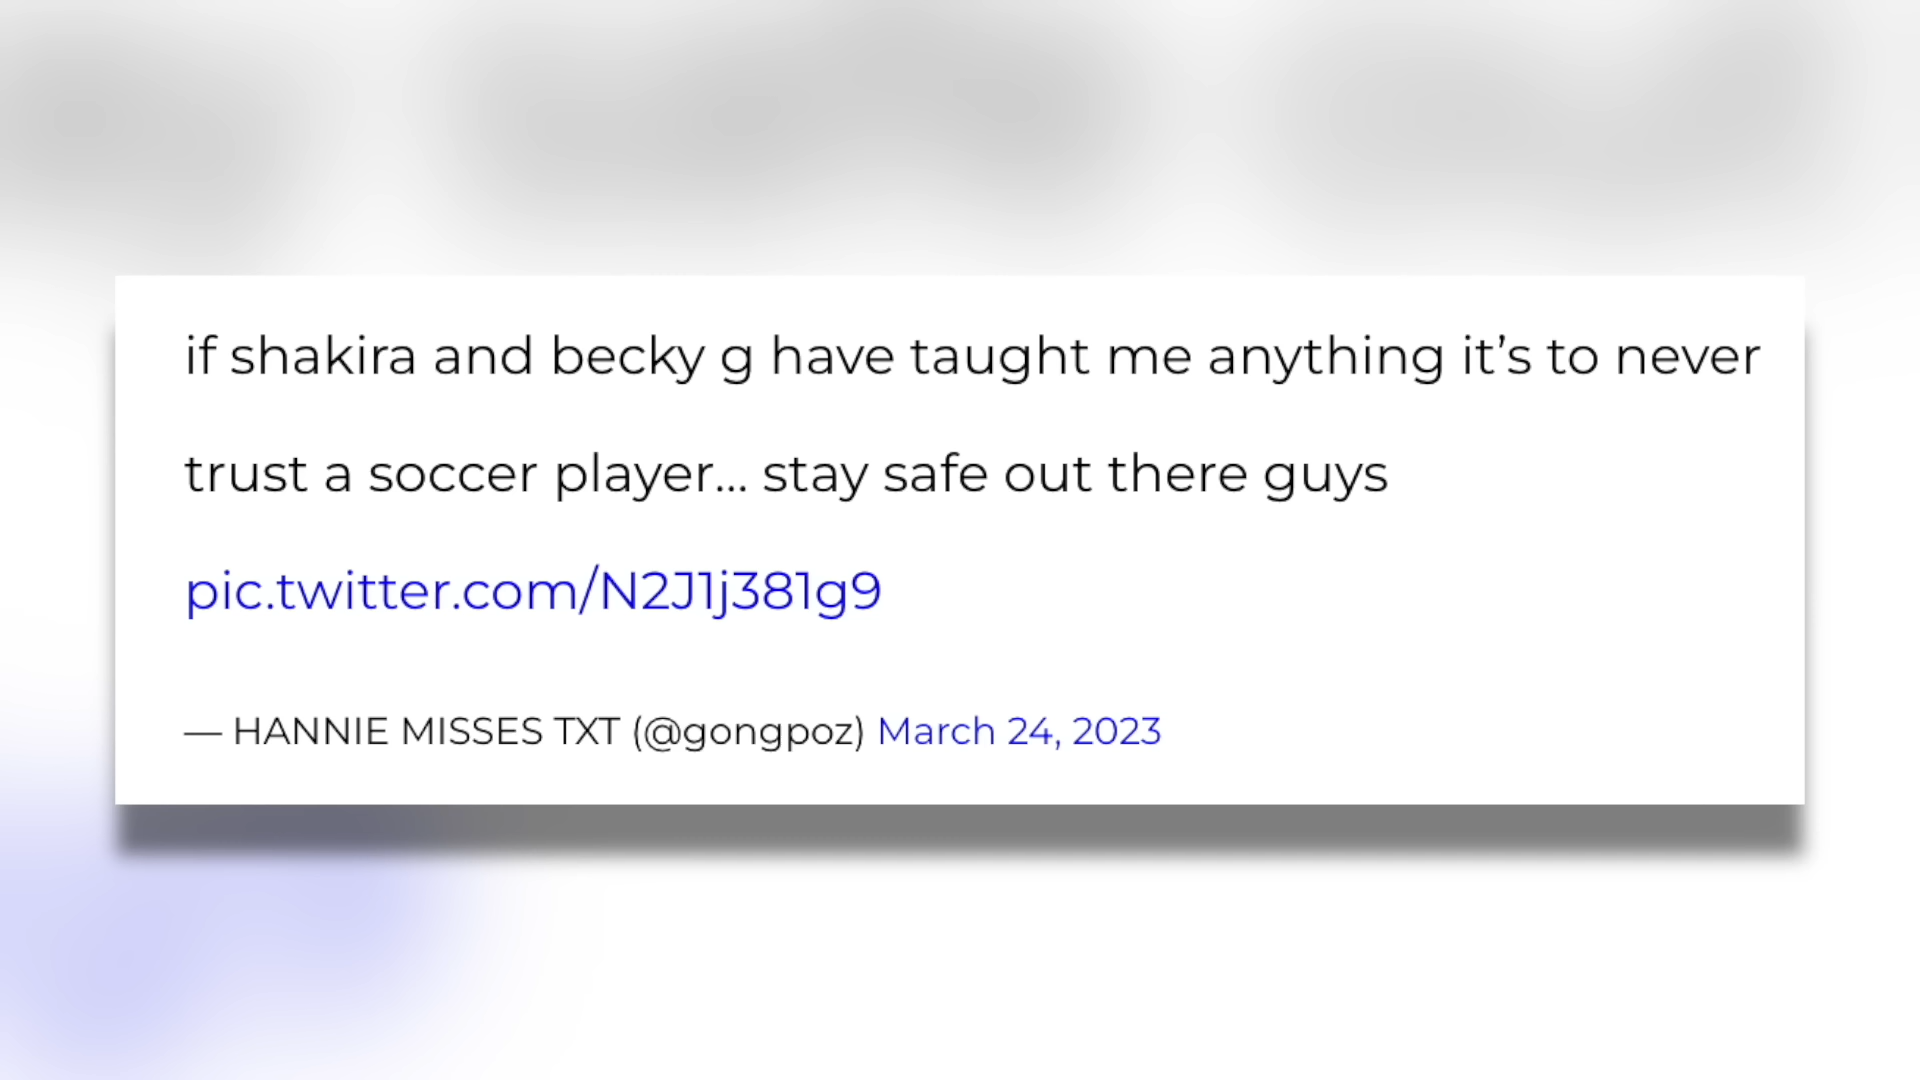 if shakira and becky g have taught me anything it’s to never
trust a soccer player... stay safe out there guys
pic.twitter.com/N2J1j381g9
— HANNIE MISSES TXT (@gongpoz) March 24, 2023